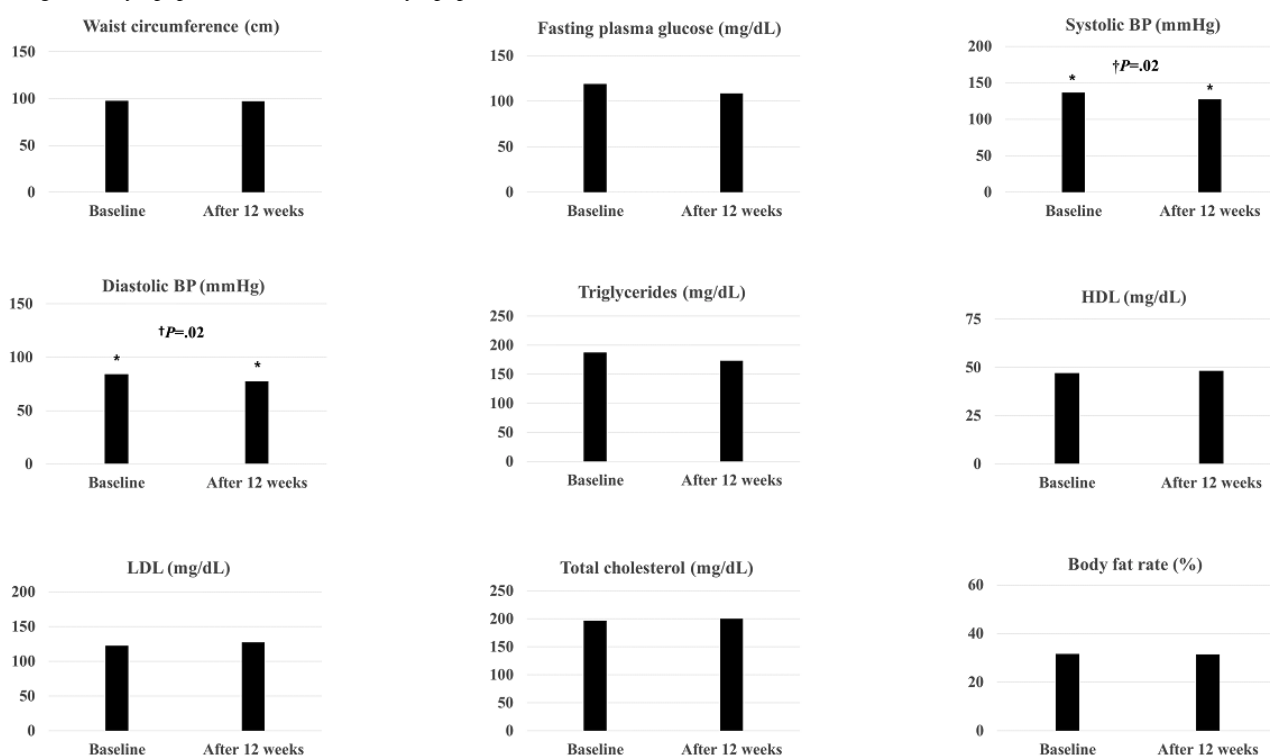 Waist circumference (cm)
150
100
50
0
Baseline After 12 weeks
Fasting plasma glucose (mg/dL)
150
100
50
0
Baseline After 12 weeks
Systolic BP (mmHg)
200
150
100
50
0
†P=.02
*
*
Baseline After 12 weeks
Diastolic BP (mmHg)
150
100
50
0
†P=.02
*
*
Baseline After 12 weeks
Triglycerides (mg/dL)
250
200
150
100
50
0
Baseline After 12 weeks
HDL (mg/dL)
75
50
25
0
Baseline After 12 weeks
LDL (mg/dL)
200
150
100
50
0
Baseline After 12 weeks
Total cholesterol (mg/dL)
250
200
150
100
50
0
Baseline After 12 weeks
Body fat rate (%)
60
40
20
0
Baseline After 12 weeks